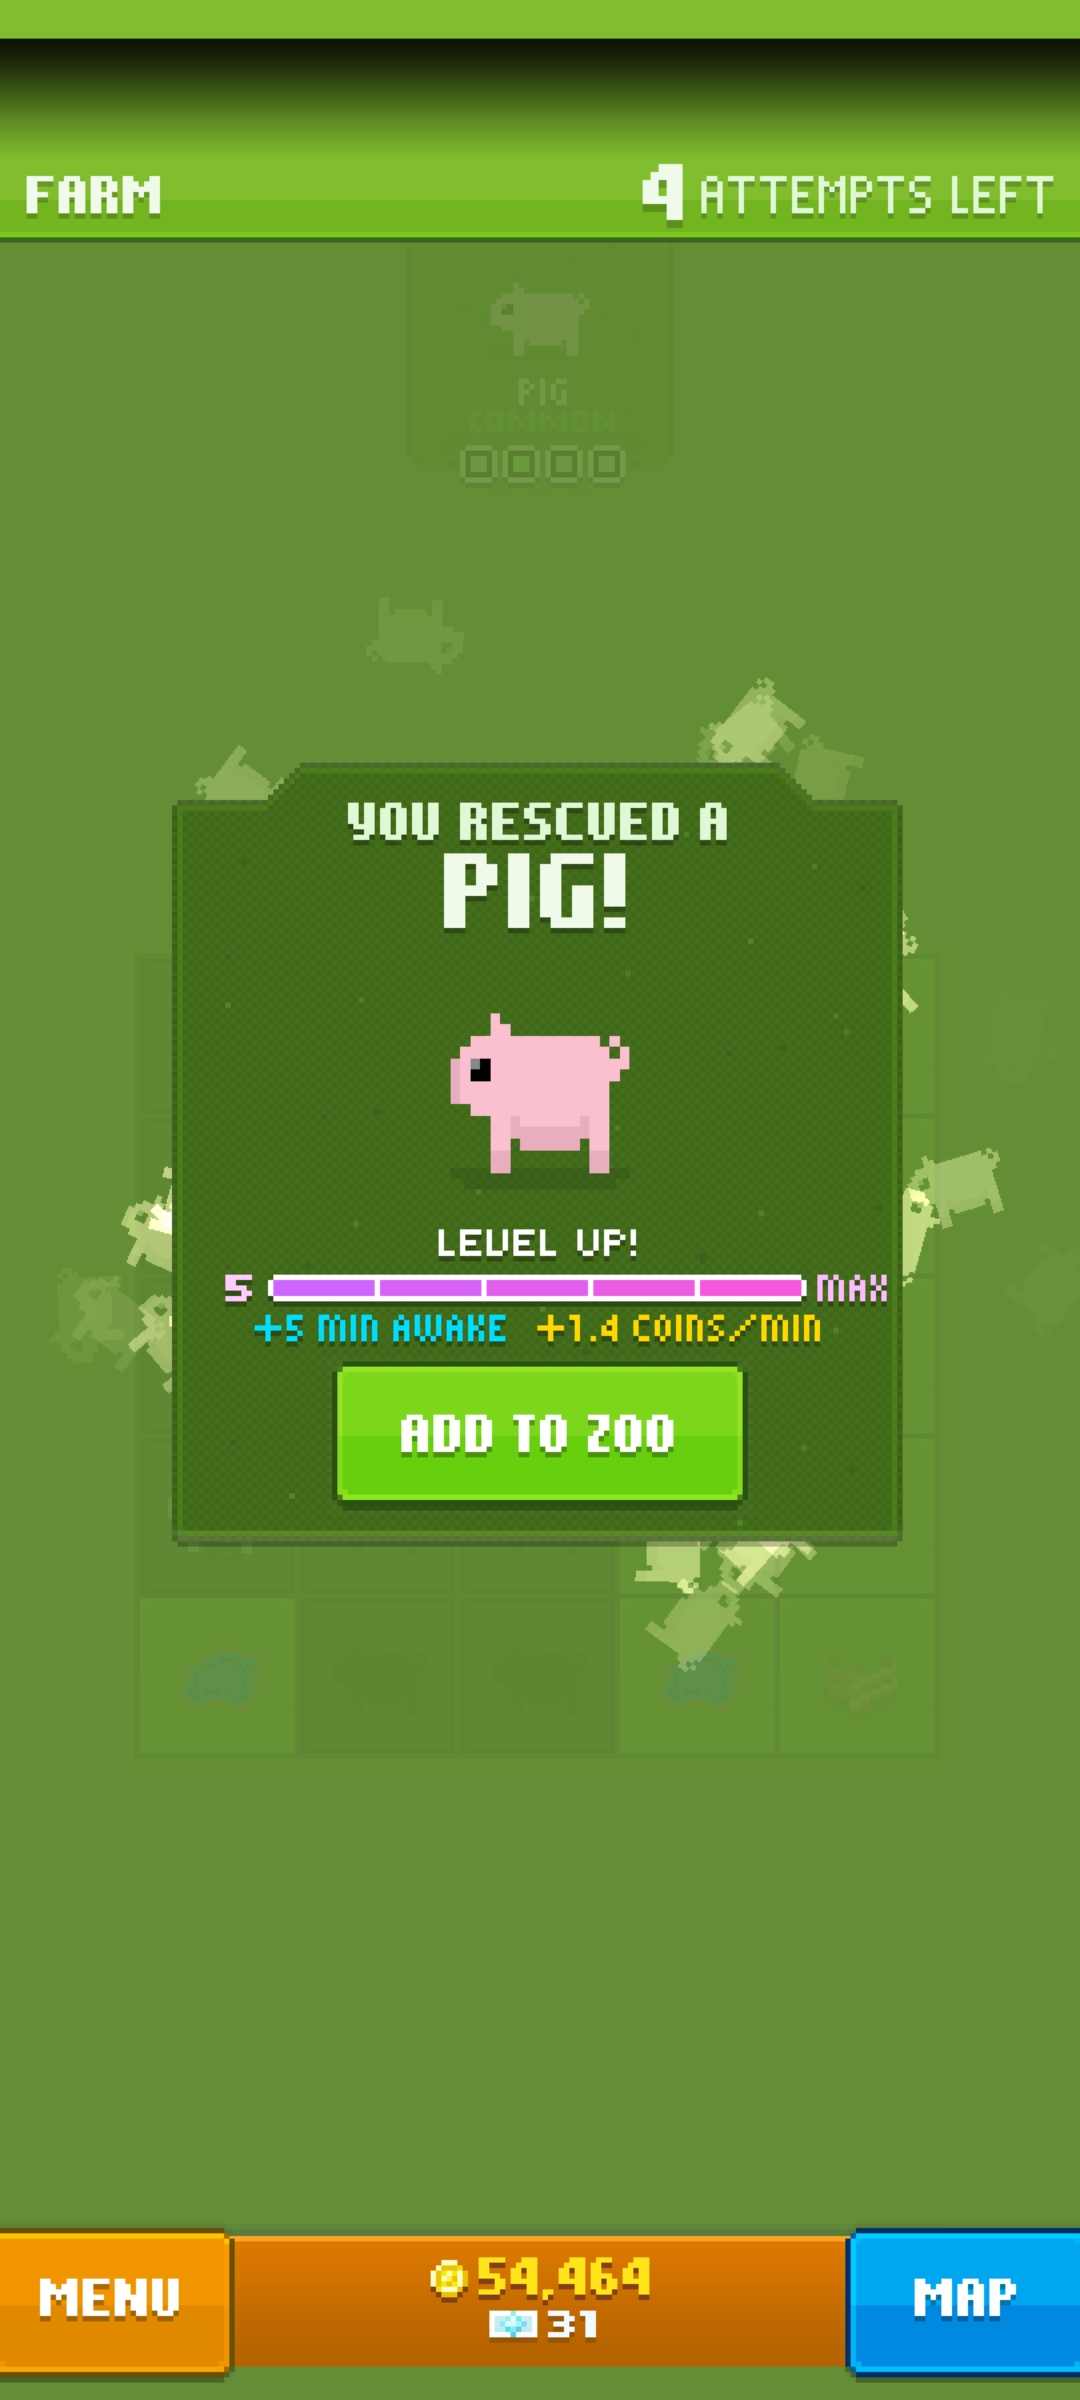 FARM
4 ATTEMPTS LEFT
PIG
COMMON
YOU RESCUED A
PIG!
LEVEL UP!
5 MAX
+5 MIN AWAKE +1.4 COINS/MIN
ADD TO ZOO
MENU
54,464
31
MAP